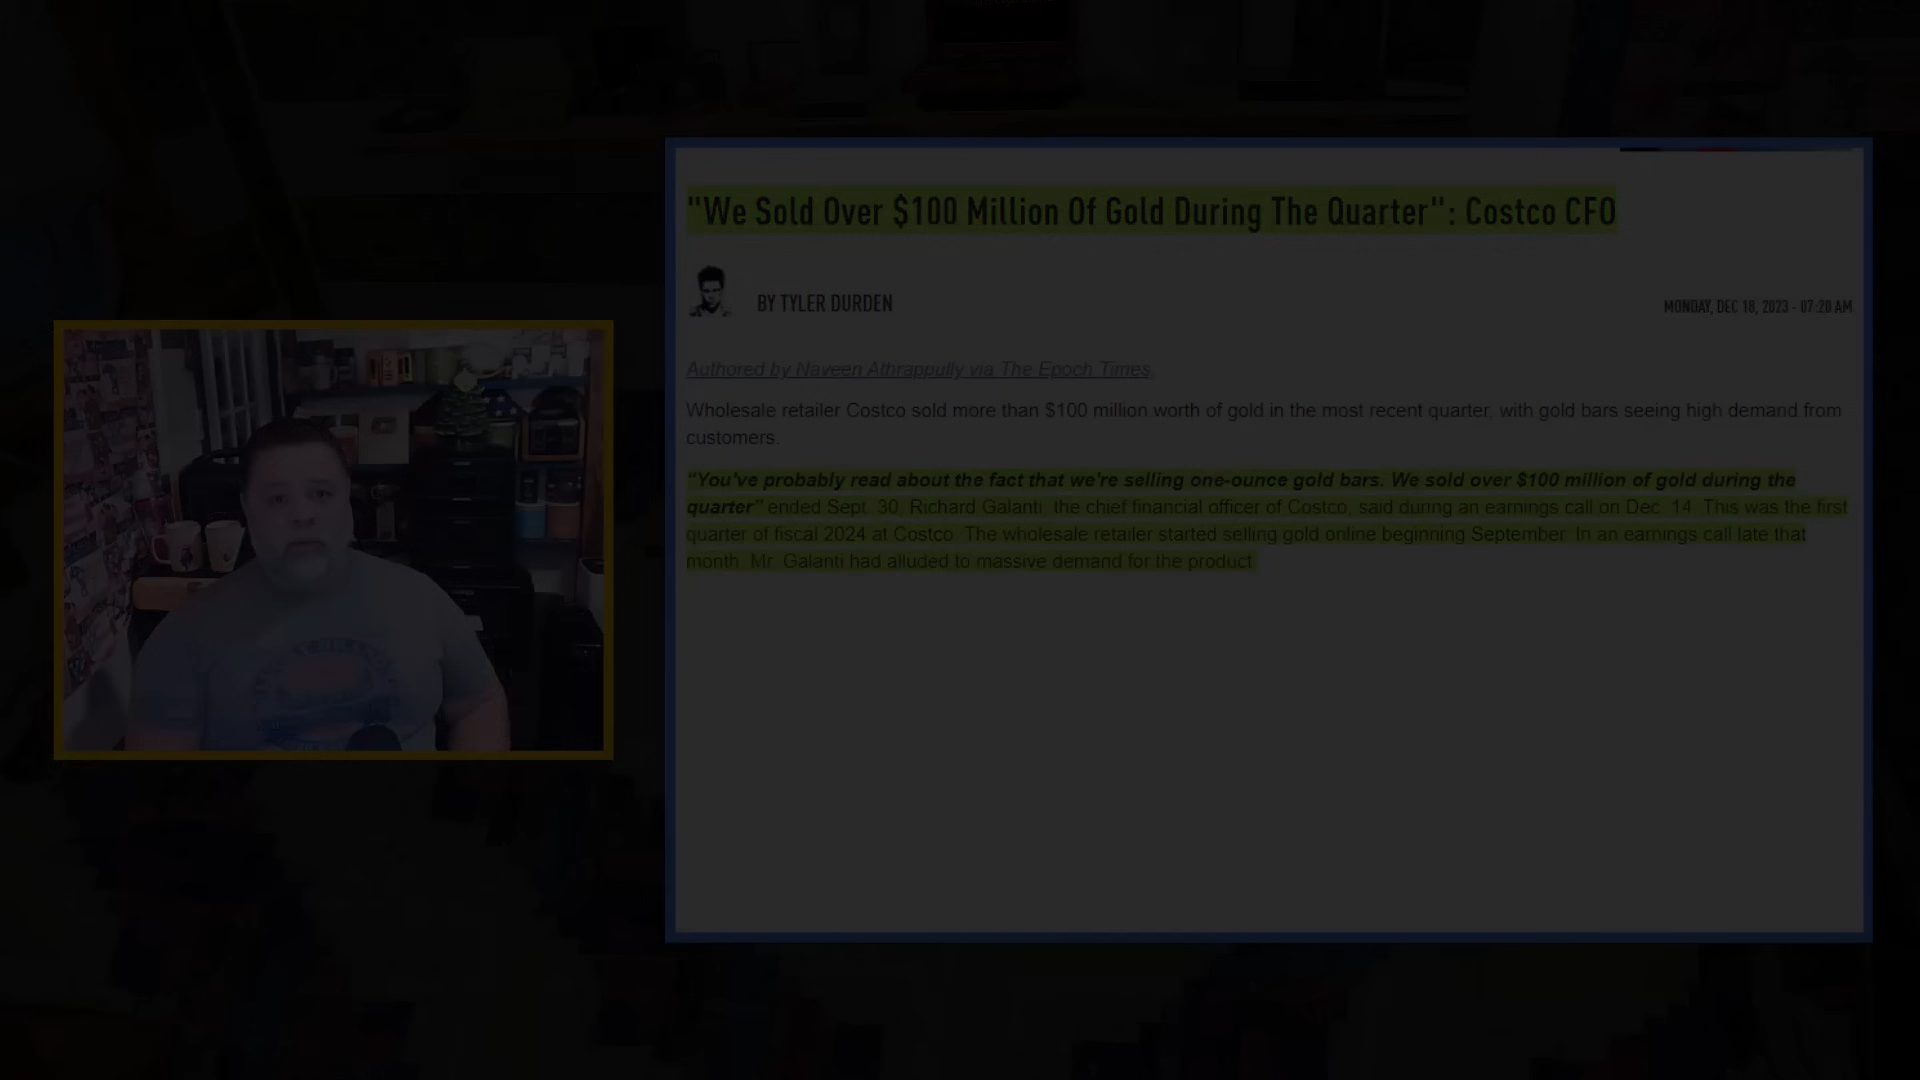 "We Sold Over $100 Million Of Gold During The Quarter": Costco CFO
BY TYLER DURDEN
MONDAY, DEC 18, 2023 - 07:20 AM
Authored by Naveen Athrappully via The Epoch Times,
Wholesale retailer Costco sold more than $100 million worth of gold in the most recent quarter, with gold bars seeing high demand from
customers.
“You've probably read about the fact that we're selling one-ounce gold bars. We sold over $100 million of gold during the
quarter” ended Sept. 30, Richard Galanti, the chief financial officer of Costco, said during an earnings call on Dec. 14. This was the first
quarter of fiscal 2024 at Costco. The wholesale retailer started selling gold online beginning September. In an earnings call late that
month, Mr. Galanti had alluded to massive demand for the product.